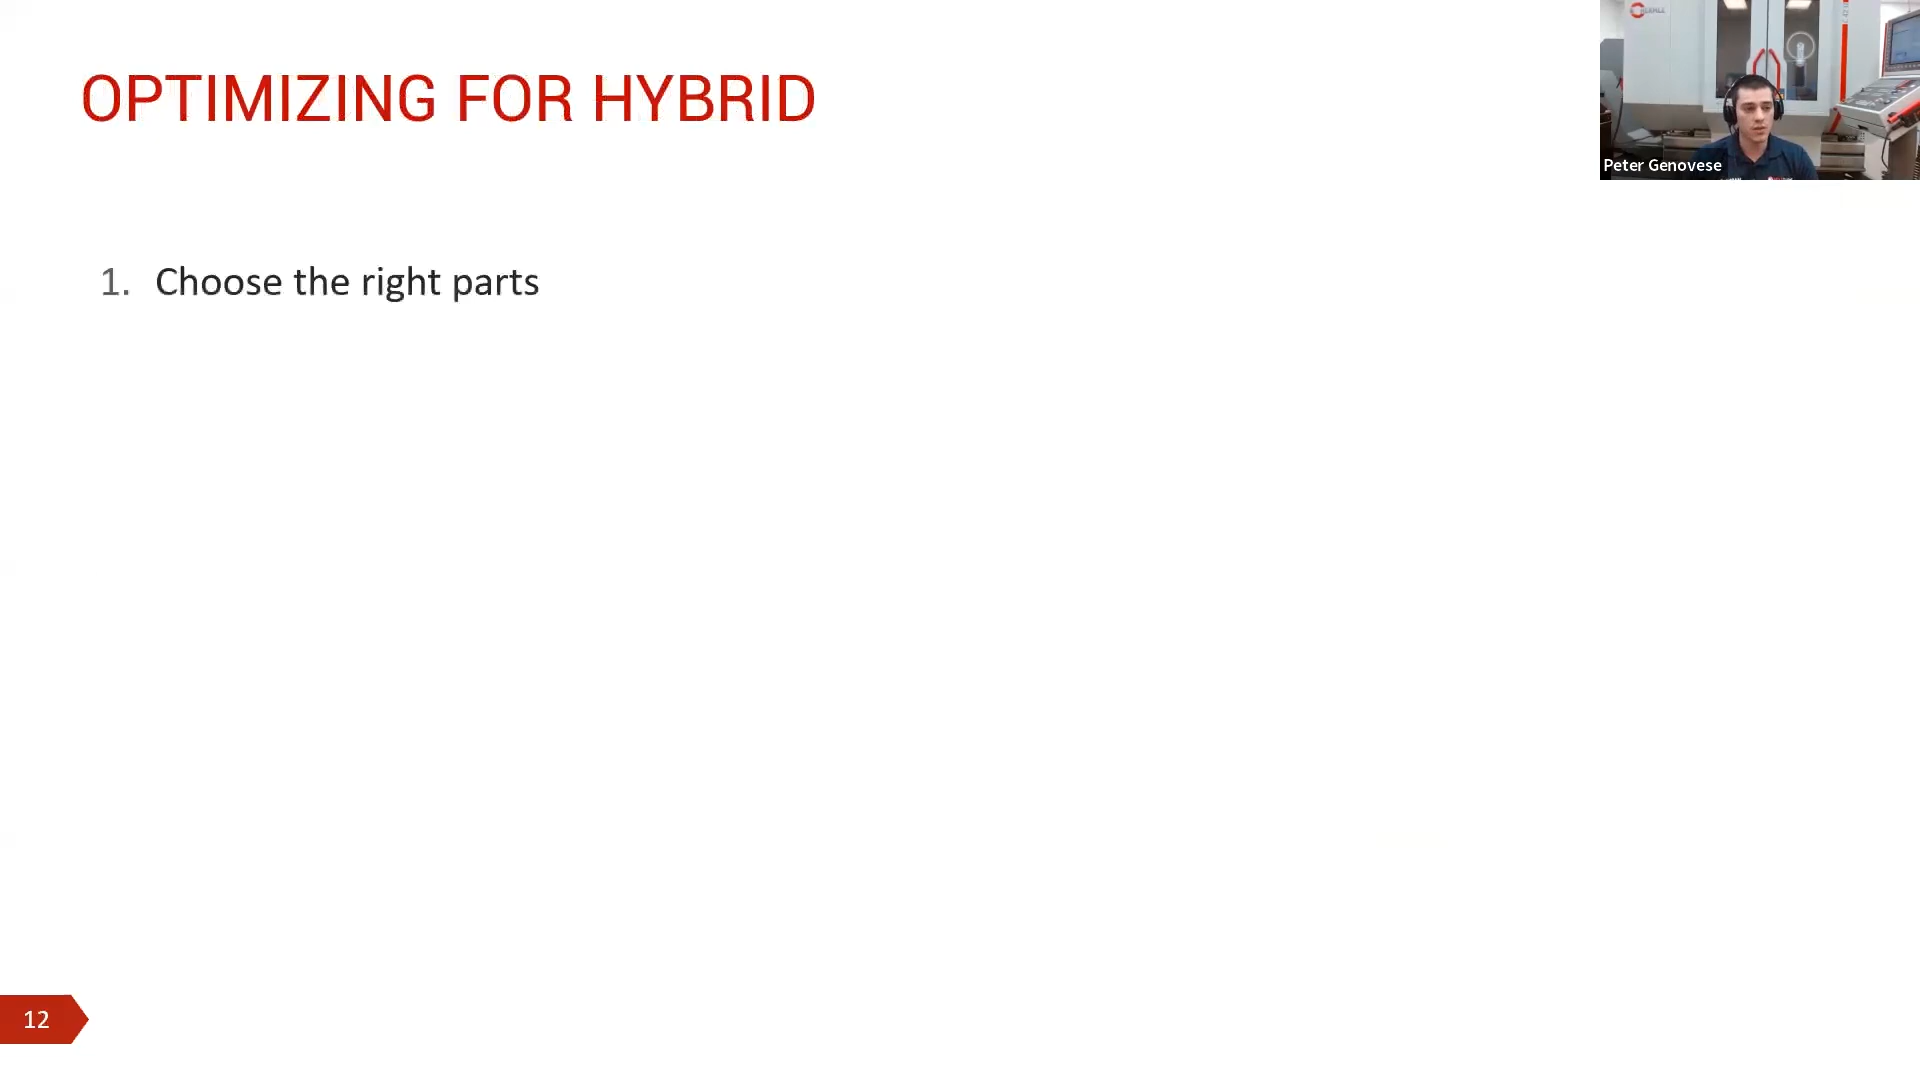 OPTIMIZING FOR HYBRID
Peter Genovese
1. Choose the right parts
12